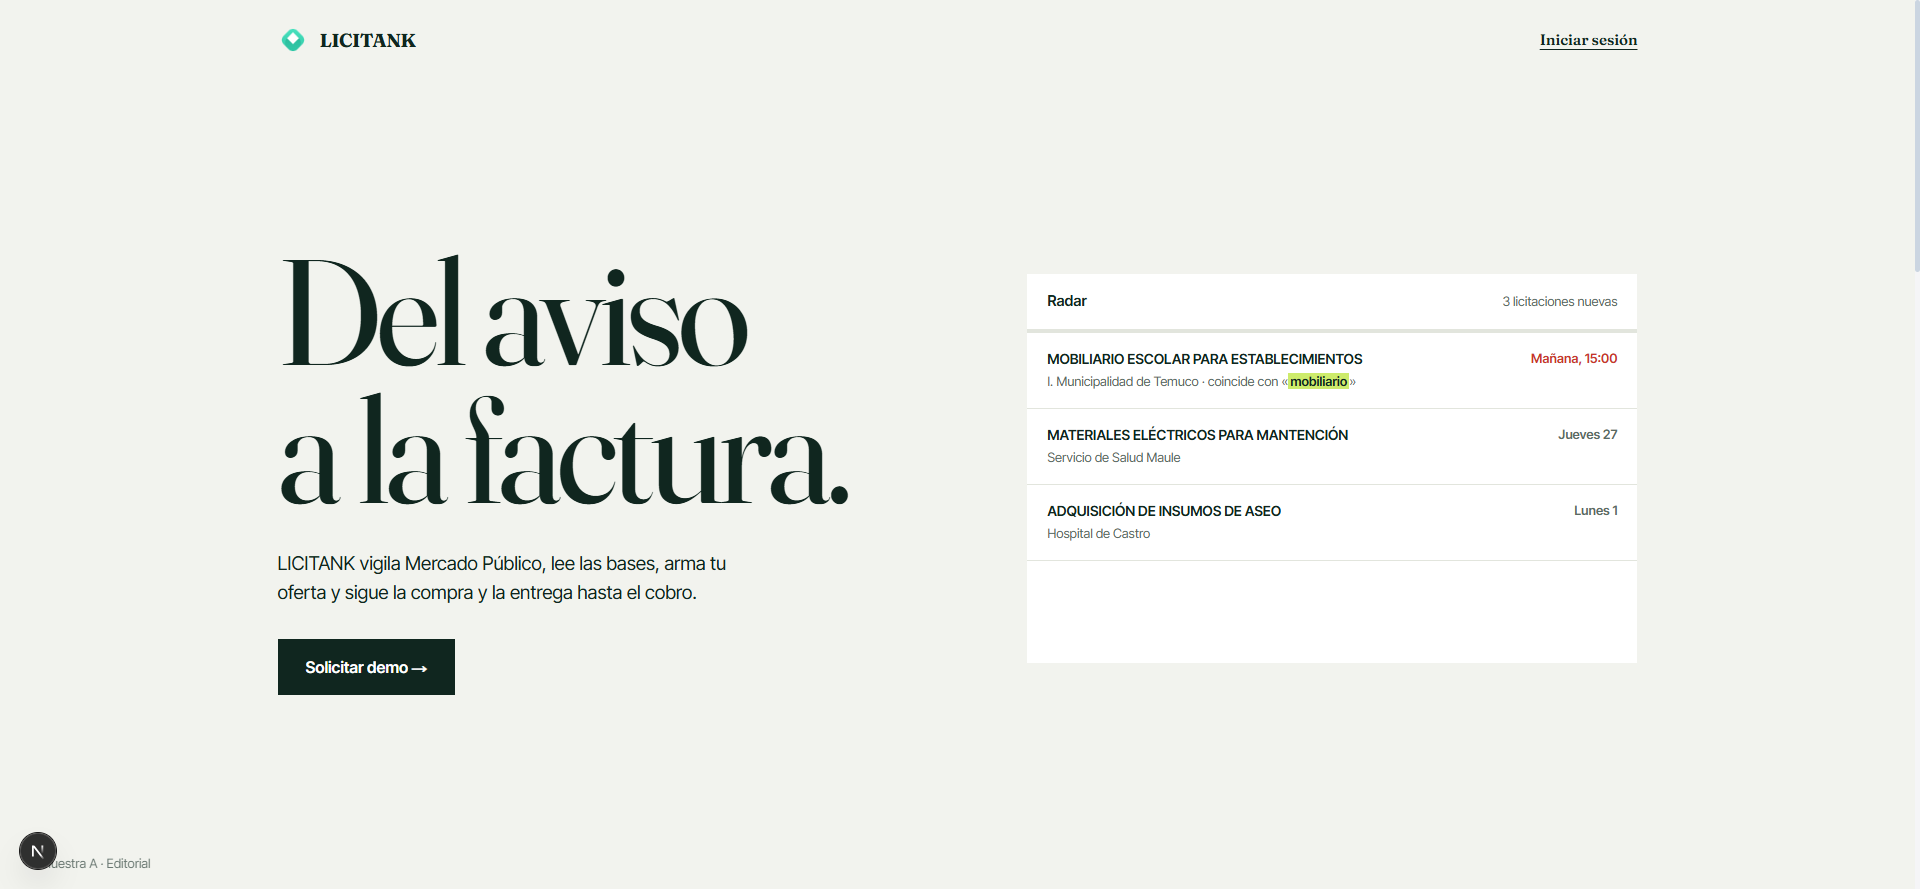 LICITANK
Iniciar sesión
Del aviso
a la factura.
LICITANK vigila Mercado Público, lee las bases, arma tu
oferta y sigue la compra y la entrega hasta el cobro.
Solicitar demo →
Radar
3 licitaciones nuevas
MOBILIARIO ESCOLAR PARA ESTABLECIMIENTOS
Mañana, 15:00
I. Municipalidad de Temuco · coincide con «mobiliario»
MATERIALES ELÉCTRICOS PARA MANTENCIÓN
Jueves 27
Servicio de Salud Maule
ADQUISICIÓN DE INSUMOS DE ASEO
Lunes 1
Hospital de Castro
N
A · Editorial